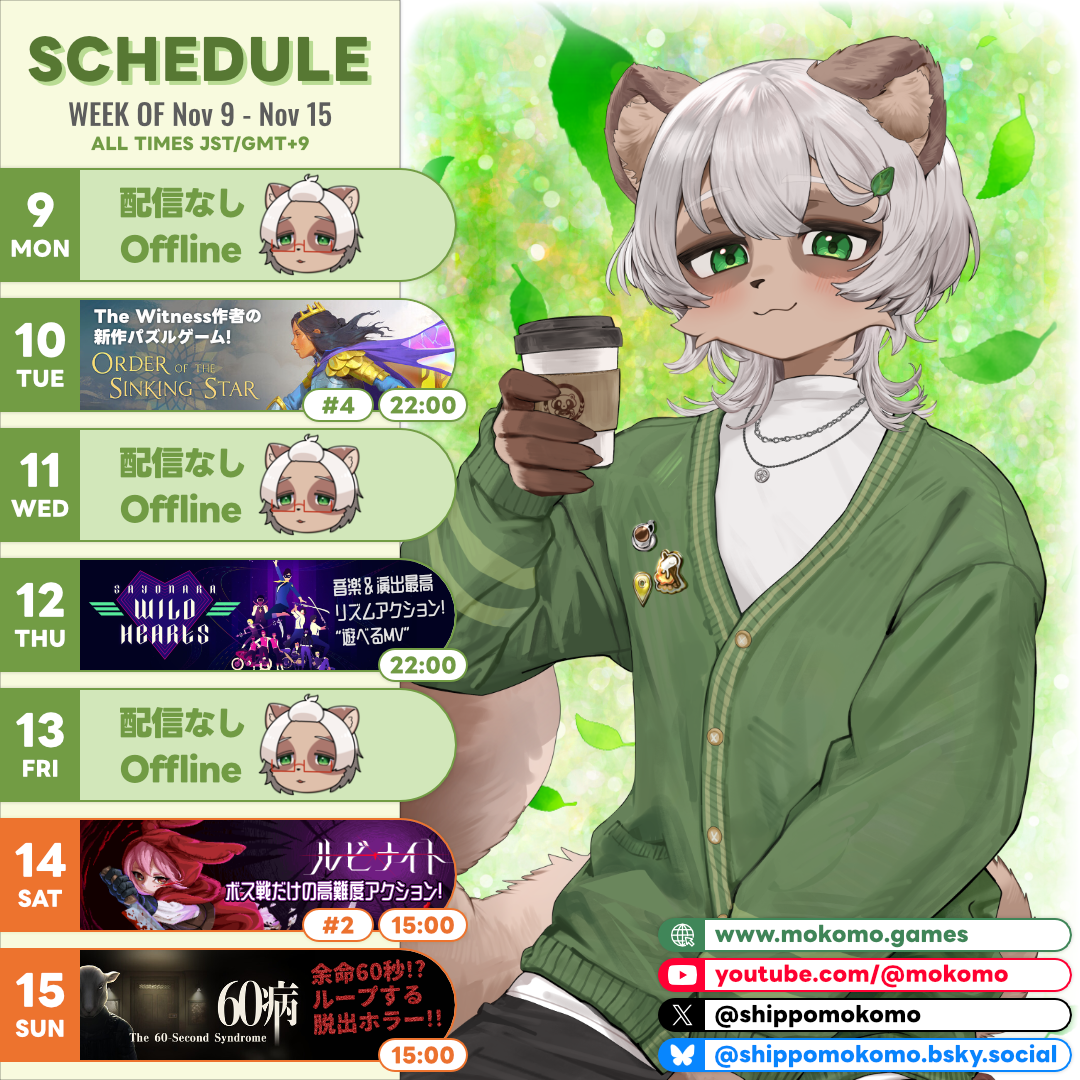 SCHEDULE
WEEK OF Nov 9 - Nov 15
ALL TIMES JST/GMT+9
9
MON
配信なし
Offline
10
TUE
The Witness作者の
新作パズルゲーム!
ORDER OF THE
SINKING STAR
#4
22:00
11
WED
配信なし
Offline
12
THU
SAYONARA
WILD
HEARTS
音楽&演出最高
リズムアクション!
"遊べるMV"
22:00
13
FRI
配信なし
Offline
14
SAT
ルビナイト
ボス戦だけの高難度アクション!
#2
15:00
15
SUN
60病
The 60-Second Syndrome
余命60秒!?
ループする
脱出ホラー!!
15:00
www.mokomo.games
youtube.com/@mokomo
@shippomokomo
@shippomokomo.bsky.social